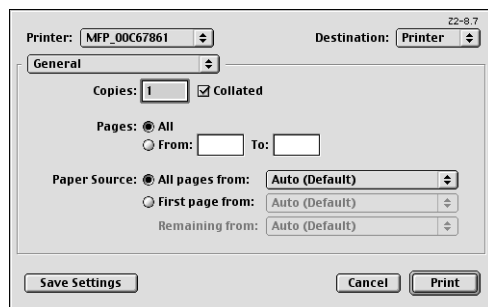 Z2-8.7
Printer: MFP_00C67861 Destination: Printer
General
Copies: 1 Collated
Pages: All
From: To:
Paper Source: All pages from: Auto (Default)
First page from: Auto (Default)
Remaining from: Auto (Default)
Save Settings Cancel Print